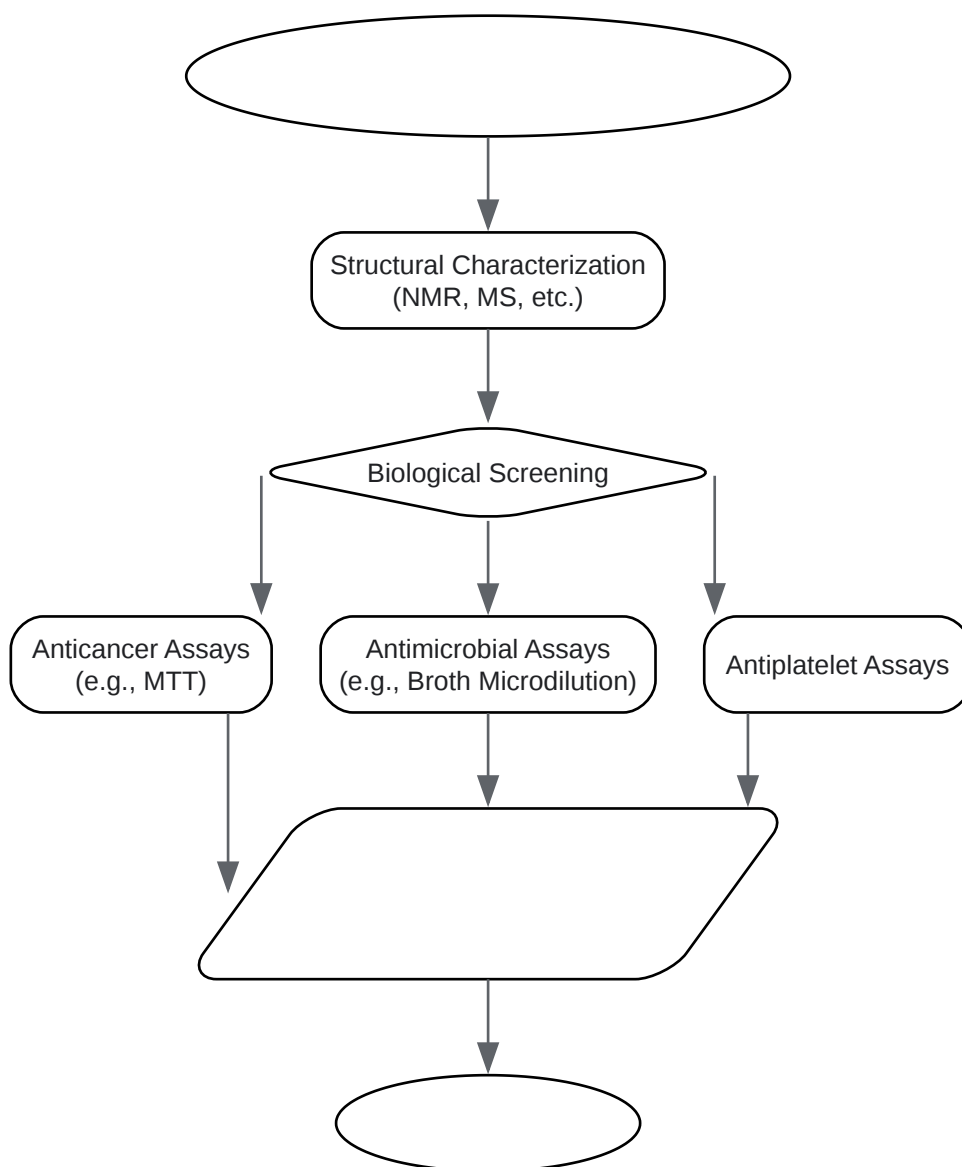 Structural Characterization
(NMR, MS, etc.)
Biological Screening
Anticancer Assays
(e.g., MTT)
Antimicrobial Assays
(e.g., Broth Microdilution)
Antiplatelet Assays